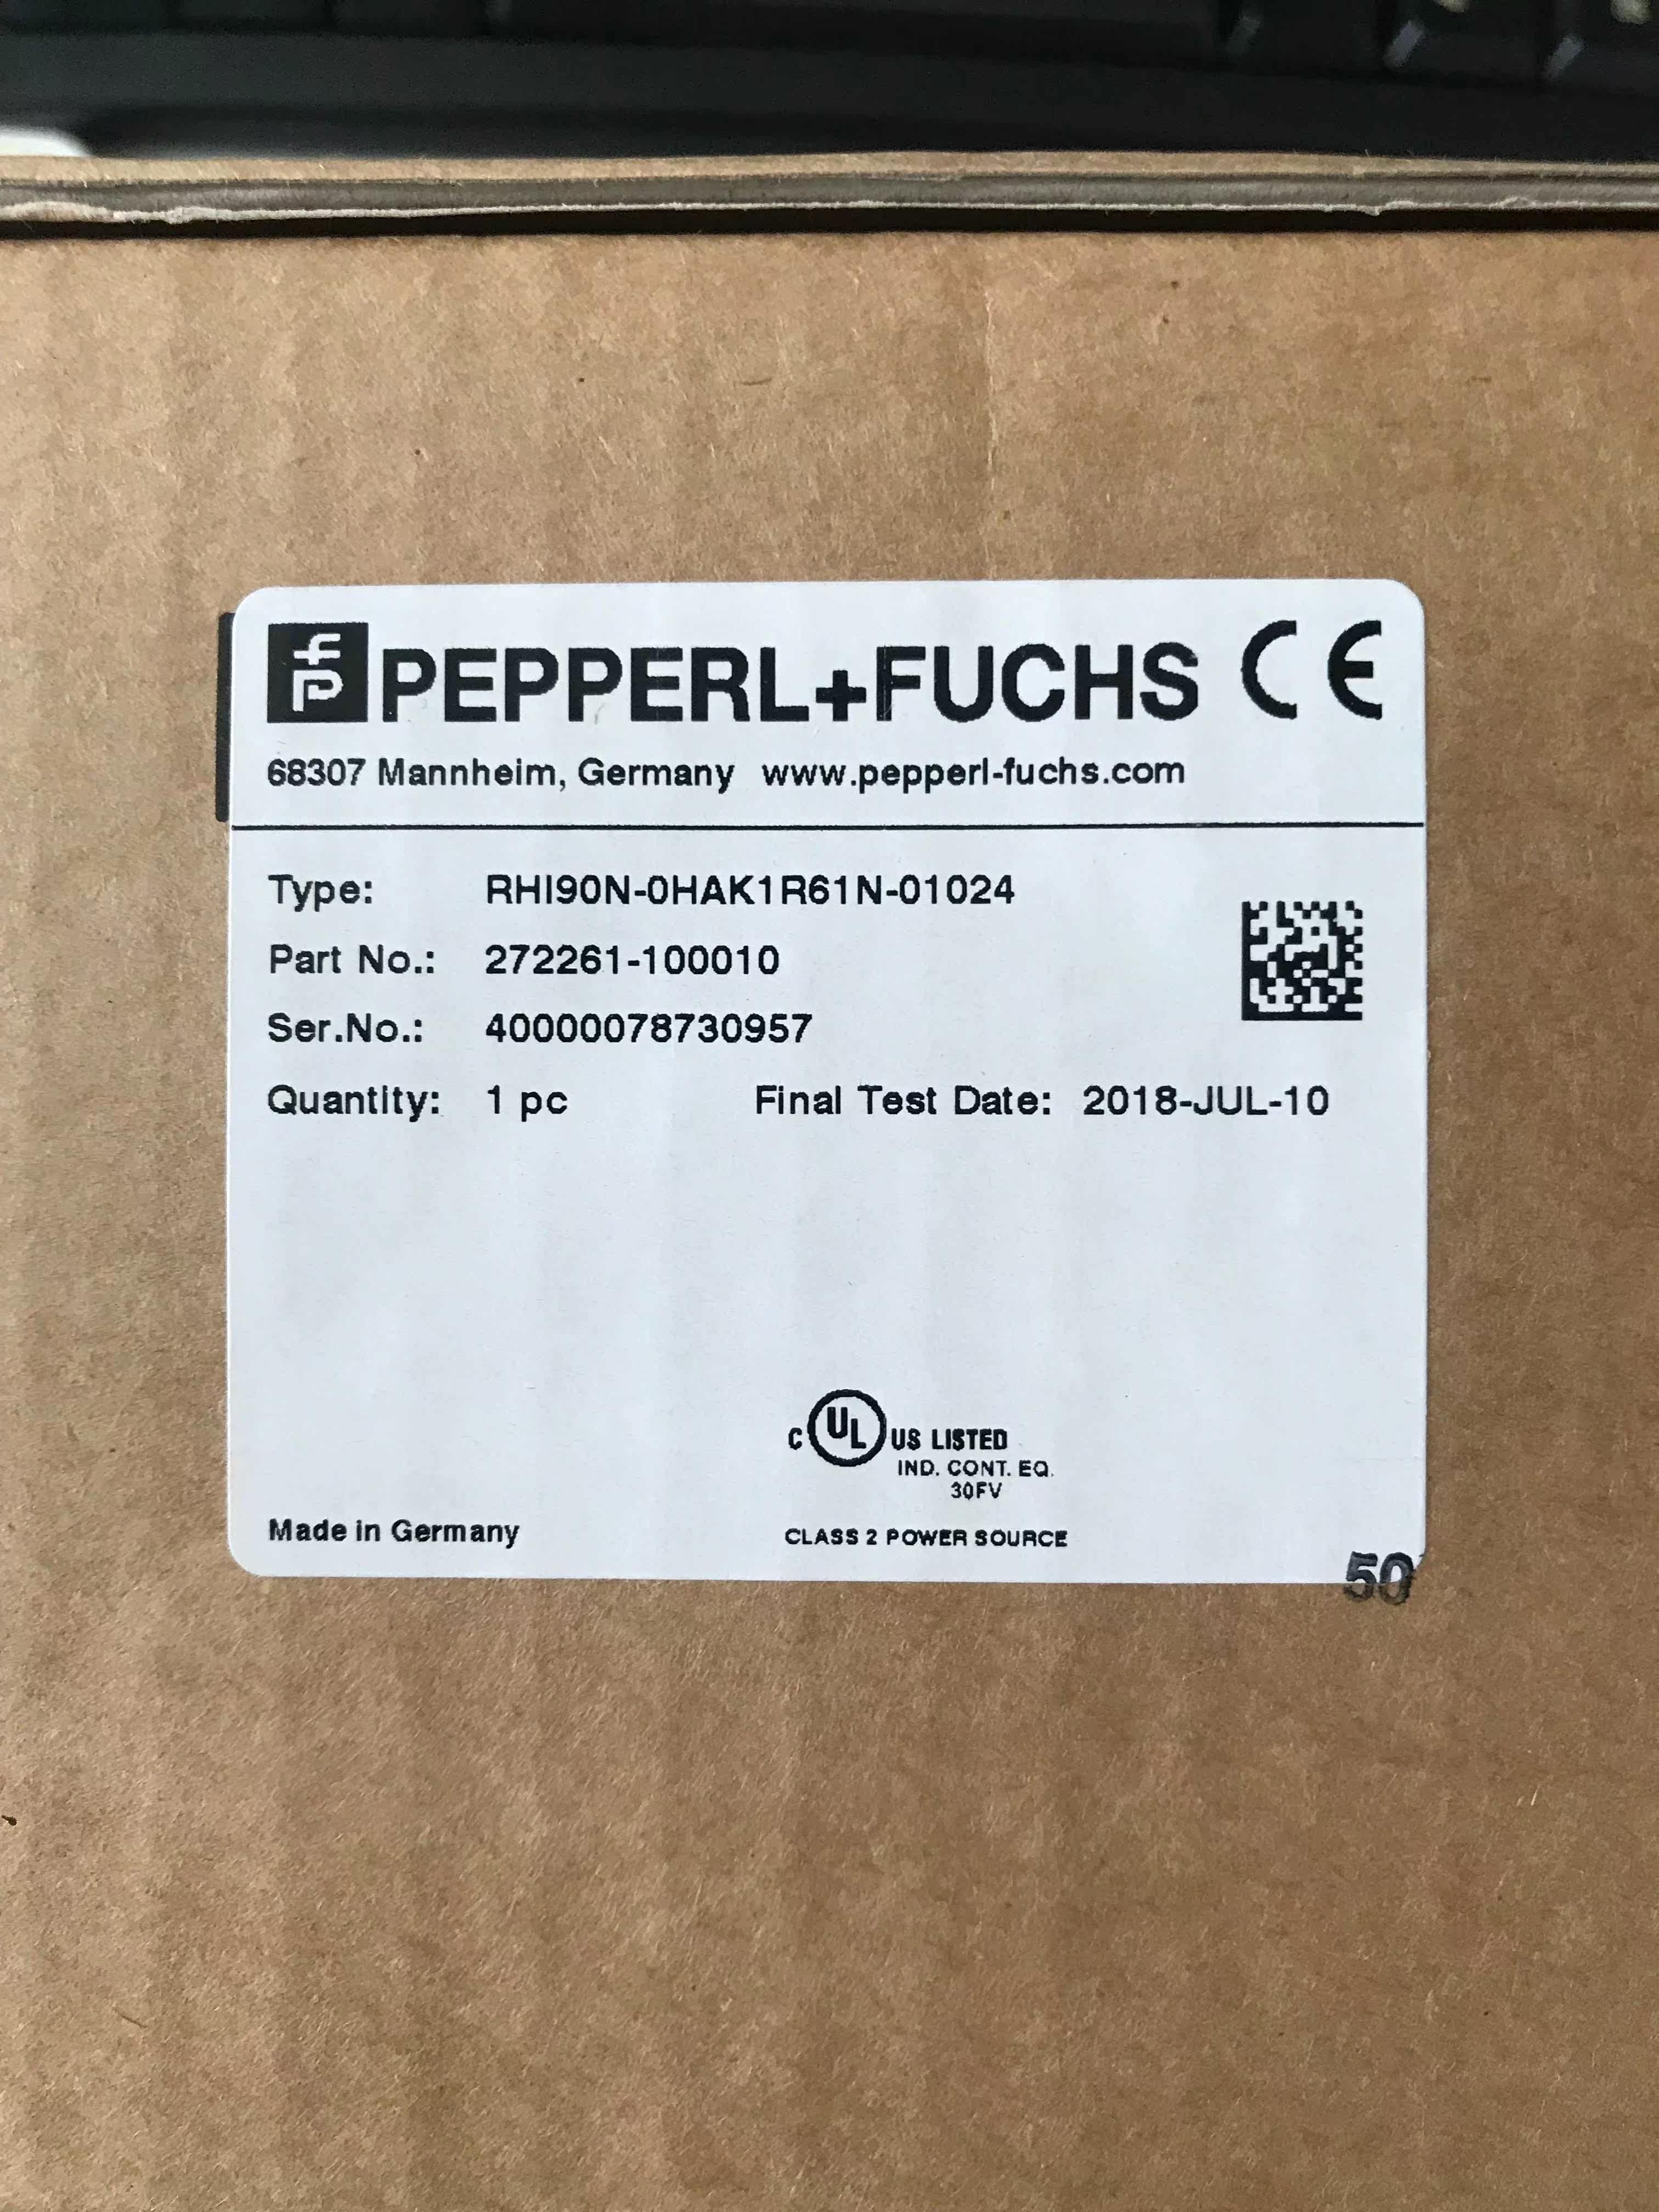 fp PEPPERL+FUCHS CE
68307 Mannheim, Germany www.pepperl-fuchs.com
Type: RHI90N-0HAK1R61N-01024
Part No.: 272261-100010
Ser.No.: 40000078730957
Quantity: 1 pc Final Test Date: 2018-JUL-10
C UL US LISTED
IND. CONT. EQ.
30FV
Made in Germany CLASS 2 POWER SOURCE
50